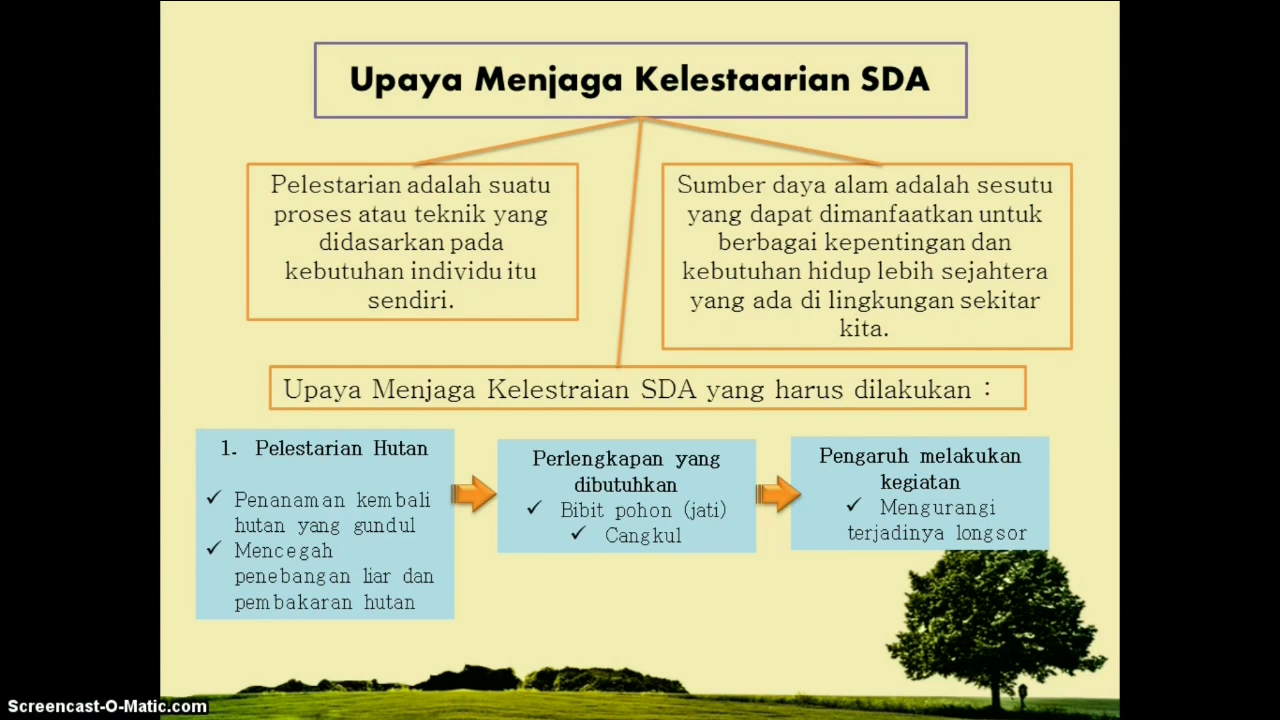 Upaya Menjaga Kelestaarian SDA
Pelestarian adalah suatu
proses atau teknik yang
didasarkan pada
kebutuhan individu itu
sendiri.
Sumber daya alam adalah sesutu
yang dapat dimanfaatkan untuk
berbagai kepentingan dan
kebutuhan hidup lebih sejahtera
yang ada di lingkungan sekitar
kita.
Upaya Menjaga Kelestraian SDA yang harus dilakukan :
1. Pelestarian Hutan
✓ Penanaman kembali
hutan yang gundul
✓ Mencegah
penebangan liar dan
pembakaran hutan
Perlengkapan yang
dibutuhkan
✓ Bibit pohon (jati)
✓ Cangkul
Pengaruh melakukan
kegiatan
✓ Mengurangi
terjadinya longsor
Screencast-O-Matic.com